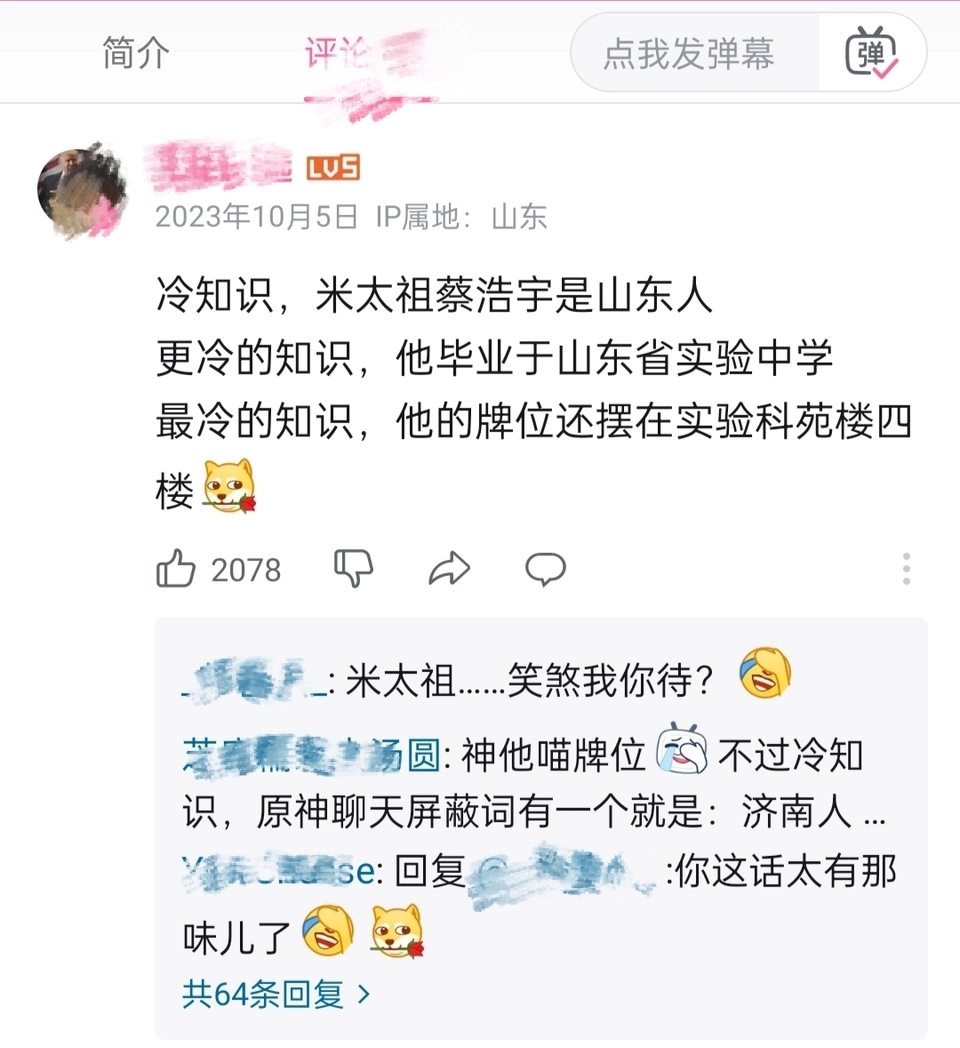 简介
评论
点我发弹幕
弹
LV5
2023年10月5日 IP属地：山东
冷知识，米太祖蔡浩宇是山东人
更冷的知识，他毕业于山东省实验中学
最冷的知识，他的牌位还摆在实验科苑楼四
楼
2078
: 米太祖……笑煞我你待？
汤圆: 神他喵牌位 不过冷知
识，原神聊天屏蔽词有一个就是：济南人 ...
se: 回复 :你这话太有那
味儿了
共64条回复 >